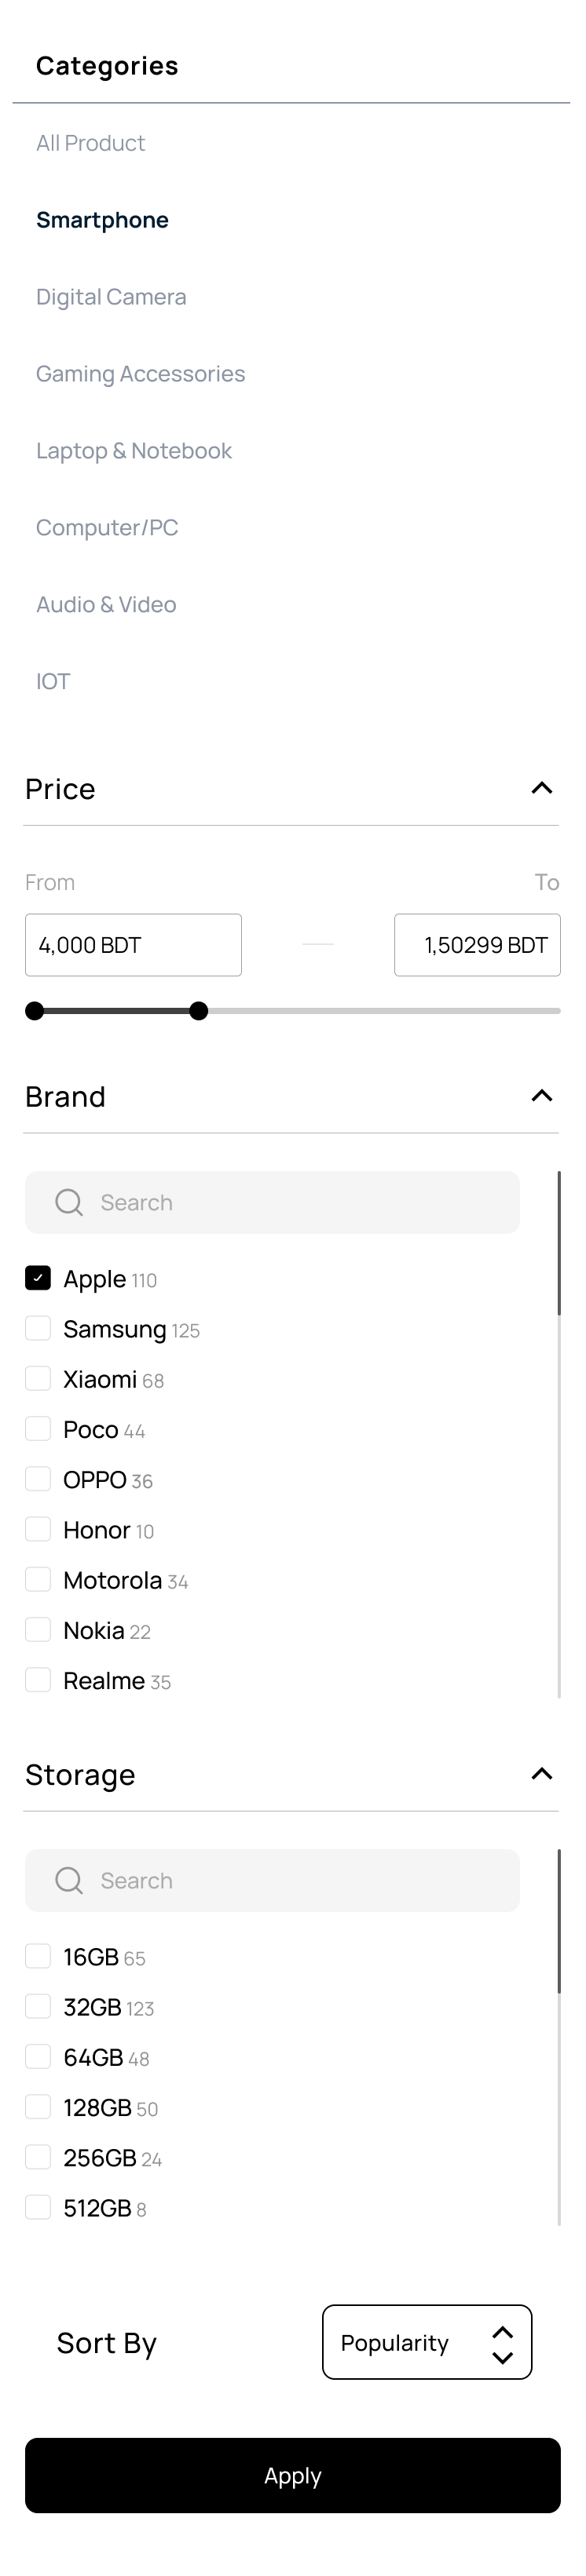 Categories
All Product
Smartphone
Digital Camera
Gaming Accessories
Laptop & Notebook
Computer/PC
Audio & Video
IOT
Price
From To
4,000 BDT 1,50299 BDT
Brand
Search
Apple 110
Samsung 125
Xiaomi 68
Poco 44
OPPO 36
Honor 10
Motorola 34
Nokia 22
Realme 35
Storage
Search
16GB 65
32GB 123
64GB 48
128GB 50
256GB 24
512GB 8
Sort By Popularity
Apply